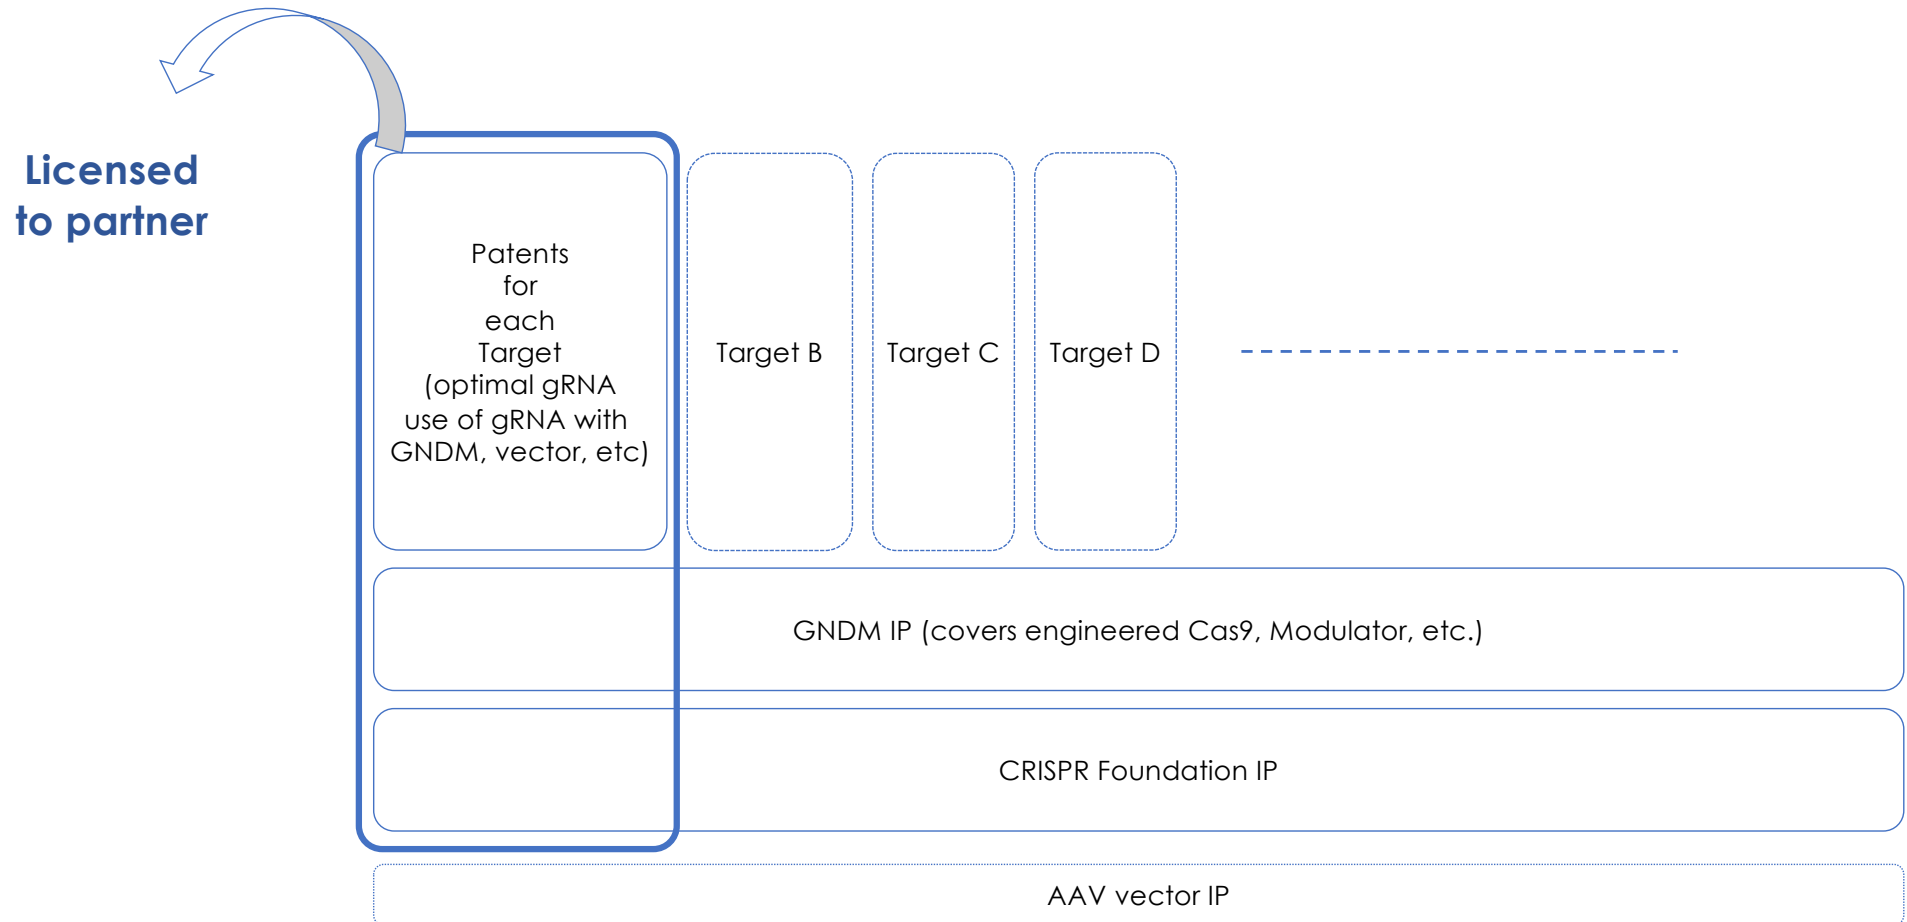 Licensed
to partner
Patents
for
each
Target
(optimal gRNA
use of gRNA with
GNDM, vector, etc)
Target B
Target C
Target D
GNDM IP (covers engineered Cas9, Modulator, etc.)
CRISPR Foundation IP
AAV vector IP